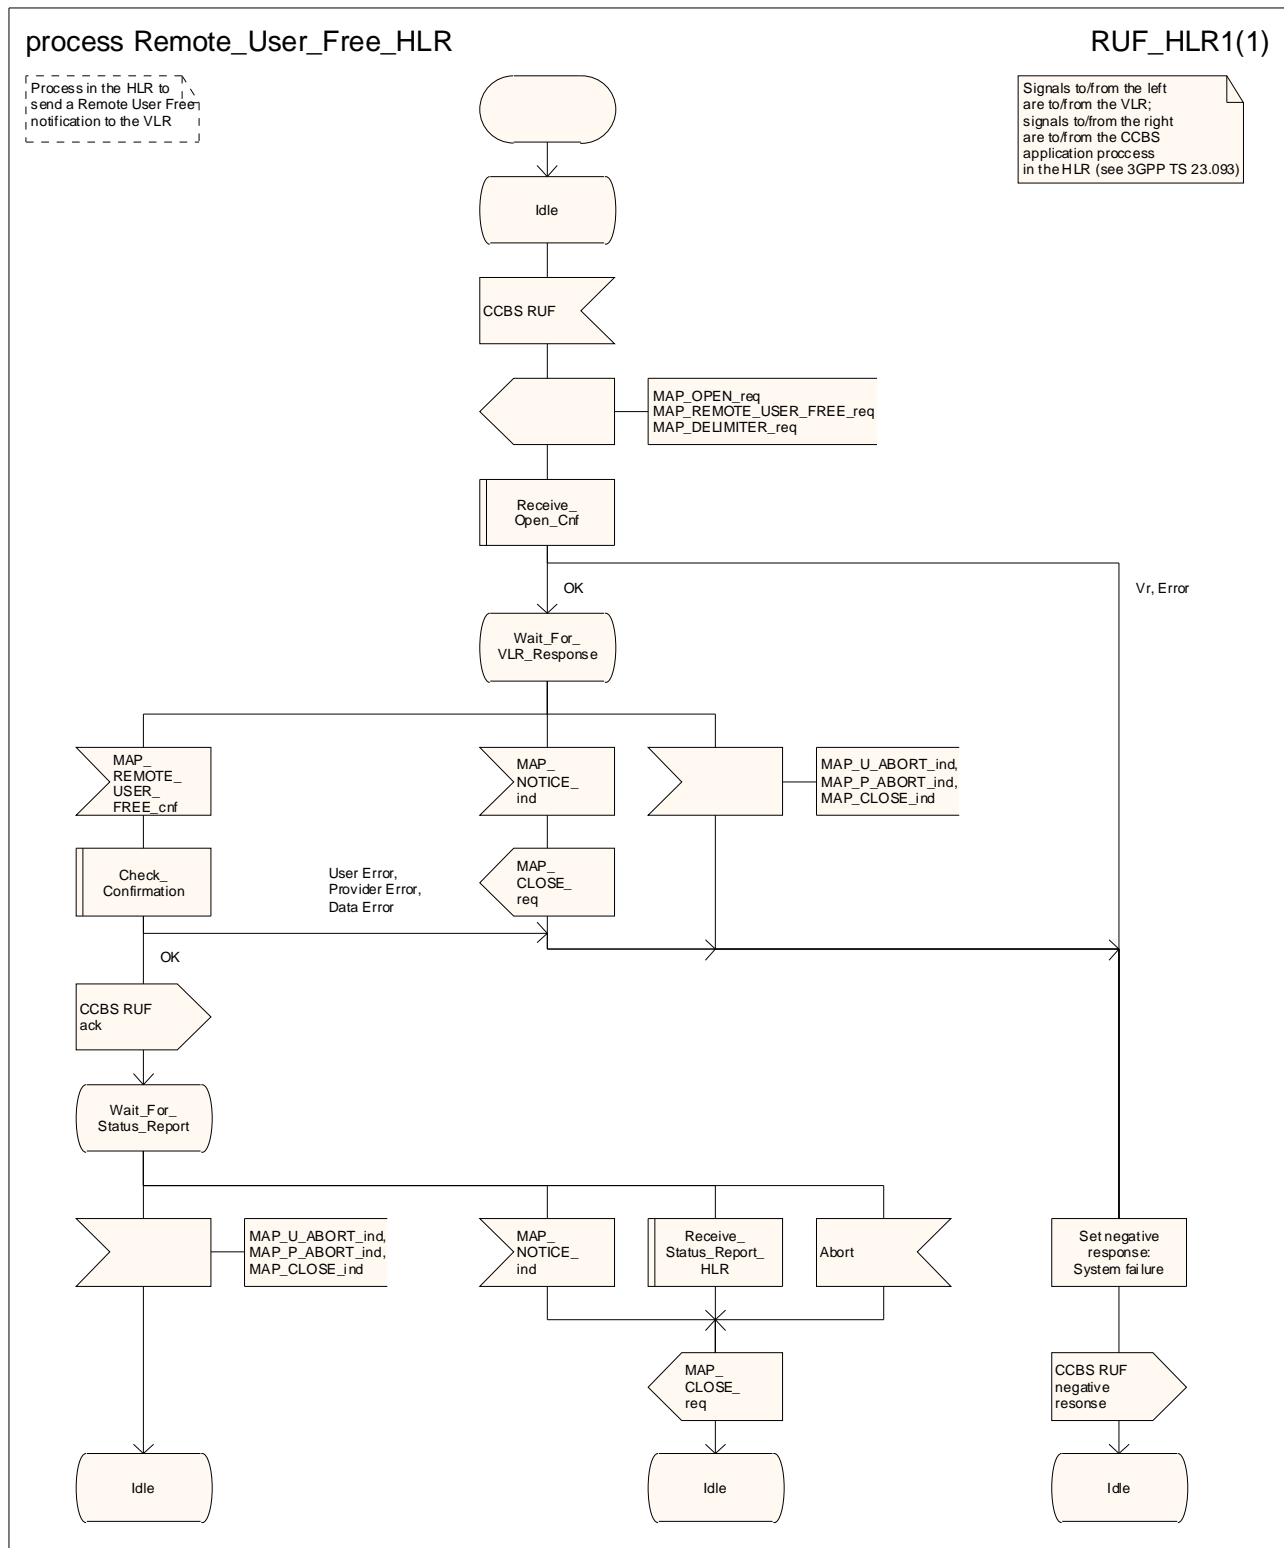 process Remote_User_Free_HLR
RUF_HLR1(1)
Process in the HLR to
send a Remote User Free
notification to the VLR
Signals to/from the left
are to/from the VLR;
signals to/from the right
are to/from the CCBS
application proccess
in the HLR (see 3GPP TS 23.093)
Idle
CCBS RUF
MAP_OPEN_req
MAP_REMOTE_USER_FREE_req
MAP_DELIMITER_req
Receive_
Open_Cnf
OK
Vr, Error
Wait_For_
VLR_Response
MAP_
REMOTE_
USER_
FREE_cnf
MAP_
NOTICE_
ind
MAP_U_ABORT_ind,
MAP_P_ABORT_ind,
MAP_CLOSE_ind
Check_
Confirmation
User Error,
Provider Error,
Data Error
MAP_
CLOSE_
req
OK
CCBS RUF
ack
Wait_For_
Status_Report
MAP_U_ABORT_ind,
MAP_P_ABORT_ind,
MAP_CLOSE_ind
MAP_
NOTICE_
ind
Receive_
Status_Report_
HLR
Abort
Set negative
response:
System failure
MAP_
CLOSE_
req
CCBS RUF
negative
resonse
Idle
Idle
Idle